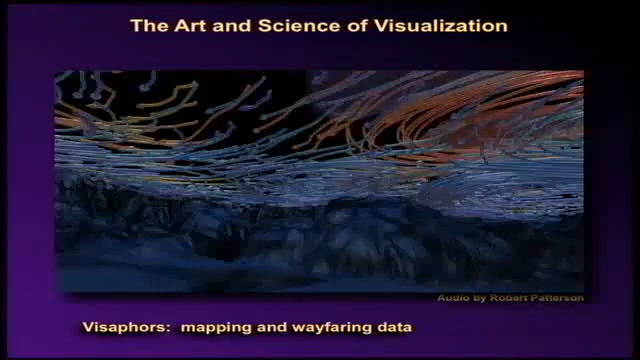 The Art and Science of Visualization
Audio by Robert Patterson
Visaphors: mapping and wayfaring data